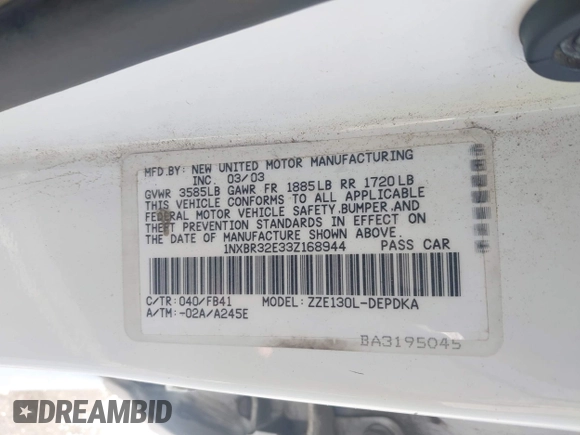 MFD.BY: NEW UNITED MOTOR MANUFACTURING
INC. 03/03
GVWR 3585LB GAWR FR 1885LB RR 1720LB
THIS VEHICLE CONFORMS TO ALL APPLICABLE
FEDERAL MOTOR VEHICLE SAFETY,BUMPER,AND
THEFT PREVENTION STANDARDS IN EFFECT ON
THE DATE OF MANUFACTURE SHOWN ABOVE.
1NXBR32E33Z168944 PASS CAR
C/TR: 040/FB41 MODEL: ZZE130L-DEPDKA
A/TM: -02A/A245E
BA3195045
DREAMBID